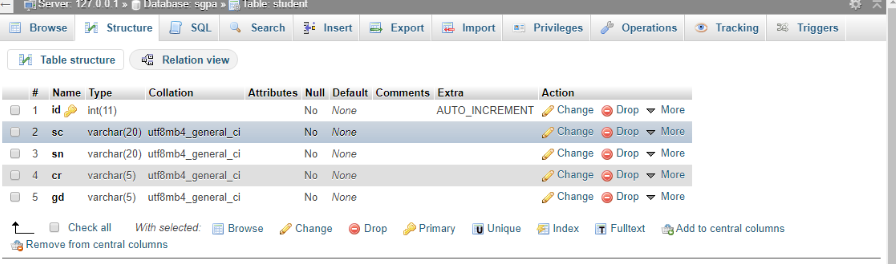 Server: 127.0.0.1 » Database: sgpa » Table: student
Browse Structure SQL Search Insert Export Import Privileges Operations Tracking Triggers
Table structure Relation view
# Name Type Collation Attributes Null Default Comments Extra Action
1 id int(11) No None AUTO_INCREMENT Change Drop More
2 sc varchar(20) utf8mb4_general_ci No None Change Drop More
3 sn varchar(20) utf8mb4_general_ci No None Change Drop More
4 cr varchar(5) utf8mb4_general_ci No None Change Drop More
5 gd varchar(5) utf8mb4_general_ci No None Change Drop More
Check all With selected: Browse Change Drop Primary Unique Index Fulltext Add to central columns
Remove from central columns